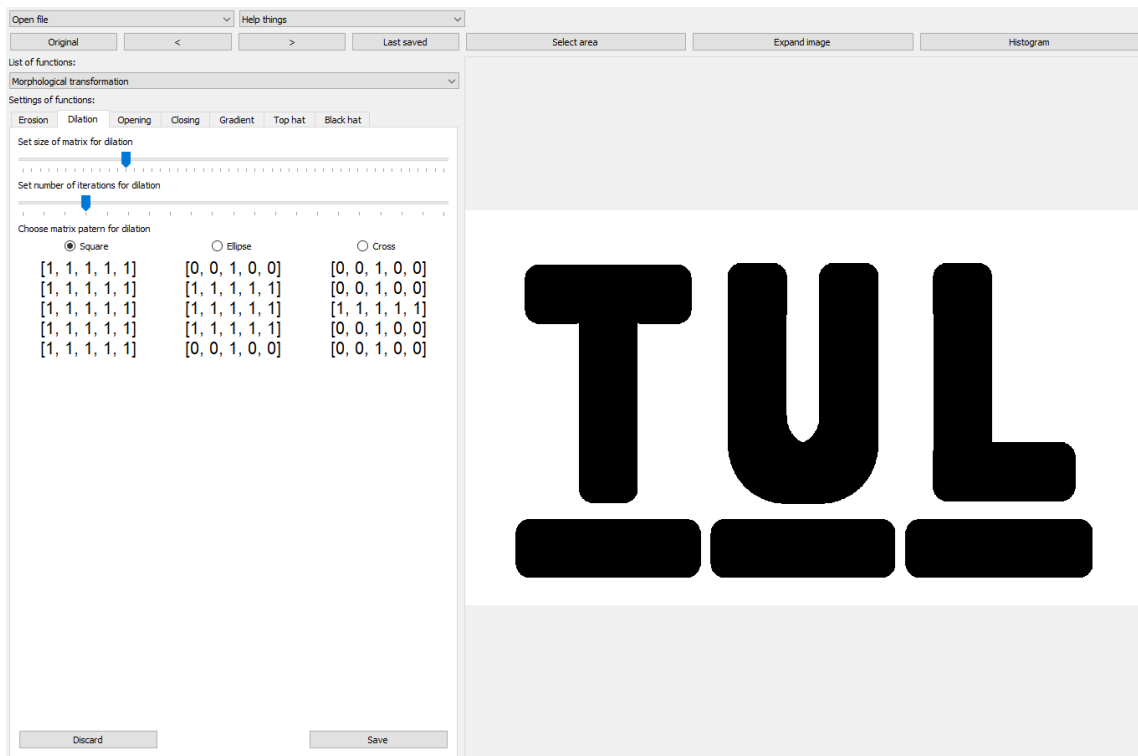 Open file Help things
Original < > Last saved Select area Expand image Histogram
List of functions:
Morphological transformation
Settings of functions:
Erosion Dilation Opening Closing Gradient Top hat Black hat
Set size of matrix for dilation
Set number of iterations for dilation
Choose matrix patern for dilation
Square Ellipse Cross
[1, 1, 1, 1, 1] [0, 0, 1, 0, 0] [0, 0, 1, 0, 0]
[1, 1, 1, 1, 1] [1, 1, 1, 1, 1] [0, 0, 1, 0, 0]
[1, 1, 1, 1, 1] [1, 1, 1, 1, 1] [1, 1, 1, 1, 1]
[1, 1, 1, 1, 1] [1, 1, 1, 1, 1] [0, 0, 1, 0, 0]
[1, 1, 1, 1, 1] [0, 0, 1, 0, 0] [0, 0, 1, 0, 0]
TUL
Discard Save